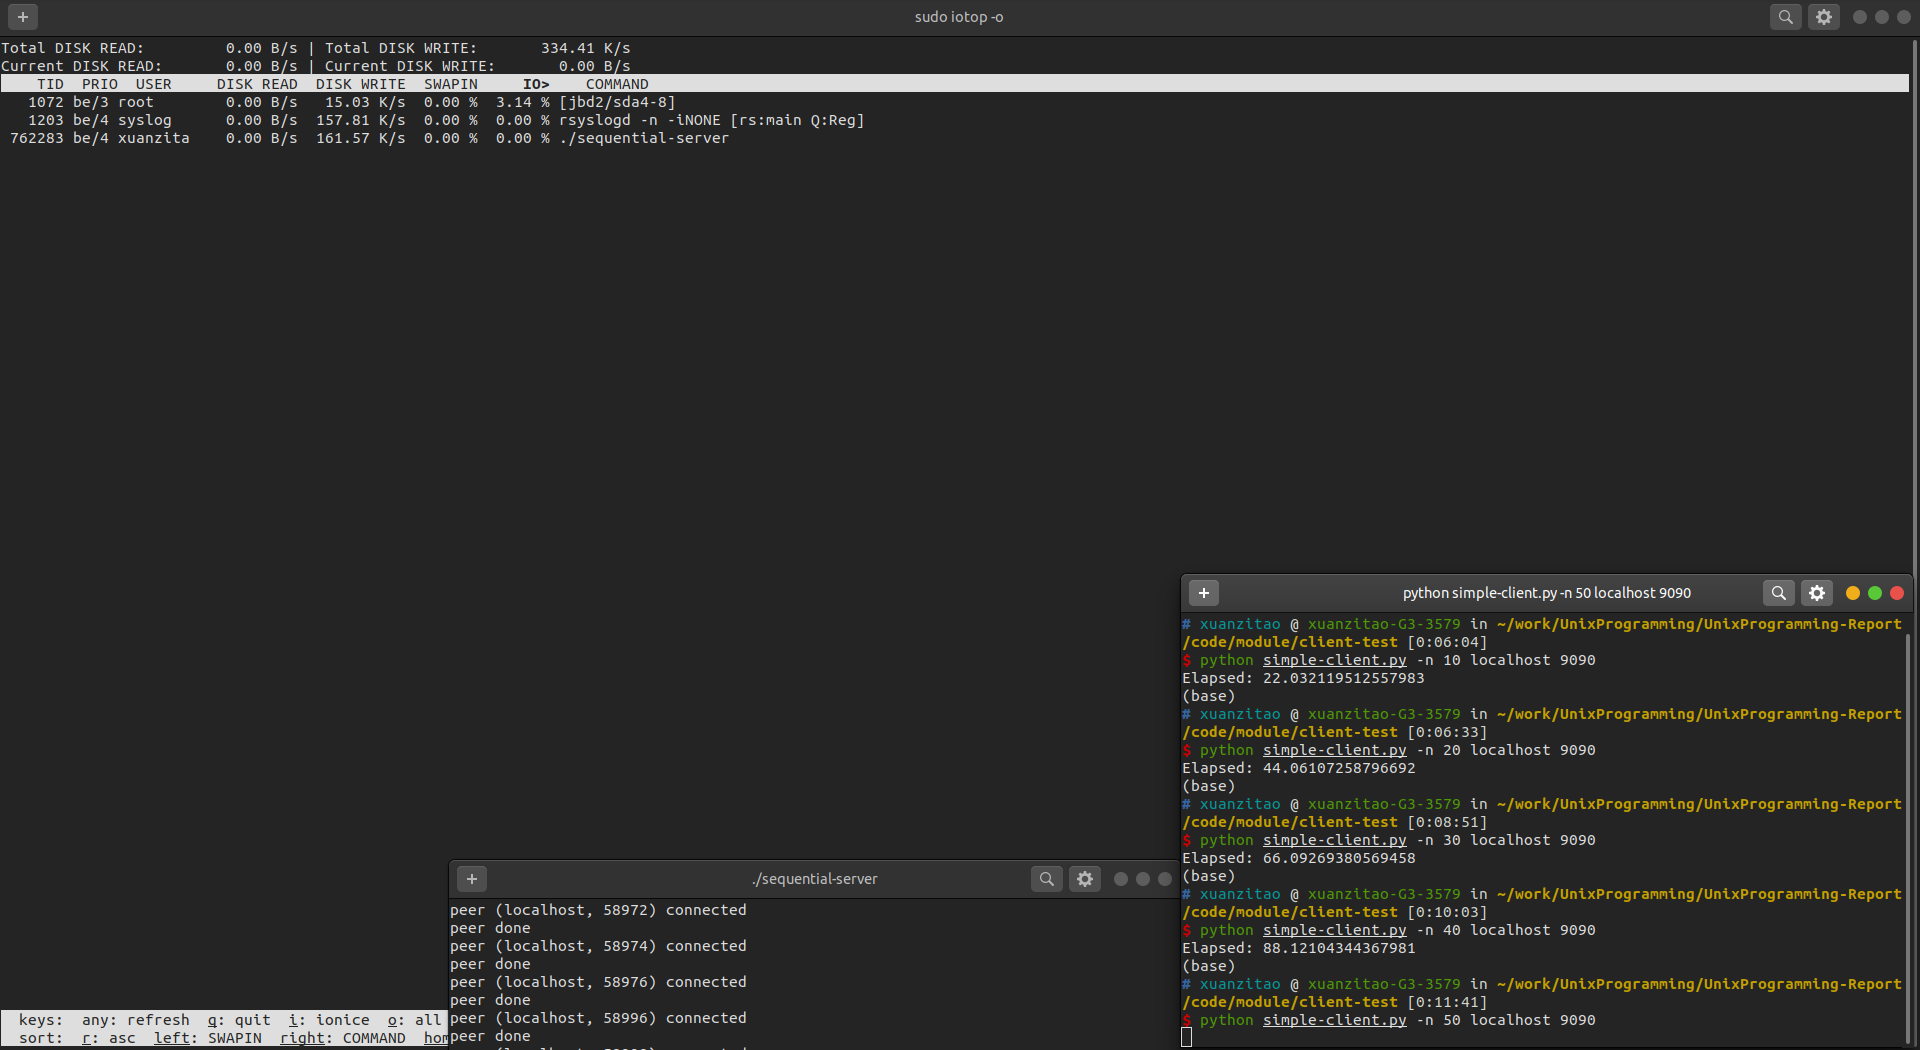 sudo iotop -o
Total DISK READ:         0.00 B/s | Total DISK WRITE:       334.41 K/s
Current DISK READ:       0.00 B/s | Current DISK WRITE:       0.00 B/s
    TID  PRIO  USER     DISK READ  DISK WRITE  SWAPIN     IO>    COMMAND
   1072 be/3 root        0.00 B/s   15.03 K/s  0.00 %  3.14 % [jbd2/sda4-8]
   1203 be/4 syslog      0.00 B/s  157.81 K/s  0.00 %  0.00 % rsyslogd -n -iNONE [rs:main Q:Reg]
 762283 be/4 xuanzita    0.00 B/s  161.57 K/s  0.00 %  0.00 % ./sequential-server
keys:  any: refresh  q: quit  i: ionice  o: all
sort:  r: asc  left: SWAPIN  right: COMMAND  hom
./sequential-server
peer (localhost, 58972) connected
peer done
peer (localhost, 58974) connected
peer done
peer (localhost, 58976) connected
peer done
peer (localhost, 58996) connected
peer done
python simple-client.py -n 50 localhost 9090
# xuanzitao @ xuanzitao-G3-3579 in ~/work/UnixProgramming/UnixProgramming-Report
/code/module/client-test [0:06:04]
$ python simple-client.py -n 10 localhost 9090
Elapsed: 22.032119512557983
(base)
# xuanzitao @ xuanzitao-G3-3579 in ~/work/UnixProgramming/UnixProgramming-Report
/code/module/client-test [0:06:33]
$ python simple-client.py -n 20 localhost 9090
Elapsed: 44.06107258796692
(base)
# xuanzitao @ xuanzitao-G3-3579 in ~/work/UnixProgramming/UnixProgramming-Report
/code/module/client-test [0:08:51]
$ python simple-client.py -n 30 localhost 9090
Elapsed: 66.09269380569458
(base)
# xuanzitao @ xuanzitao-G3-3579 in ~/work/UnixProgramming/UnixProgramming-Report
/code/module/client-test [0:10:03]
$ python simple-client.py -n 40 localhost 9090
Elapsed: 88.12104344367981
(base)
# xuanzitao @ xuanzitao-G3-3579 in ~/work/UnixProgramming/UnixProgramming-Report
/code/module/client-test [0:11:41]
$ python simple-client.py -n 50 localhost 9090